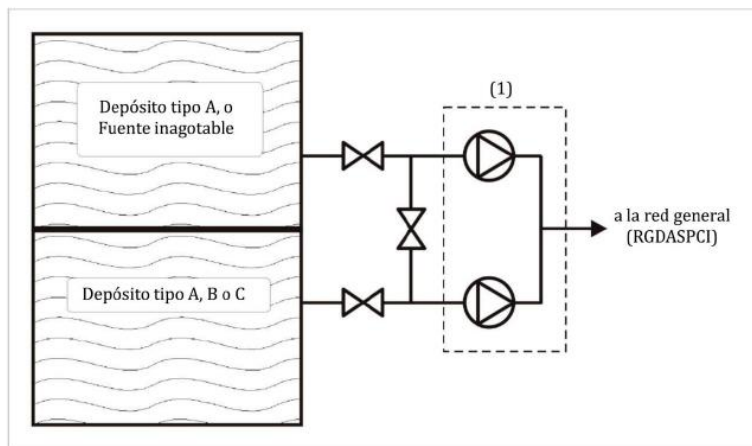 (1)
Depósito tipo A, o
Fuente inagotable
a la red general
(RGDASPCI)
Depósito tipo A, B o C